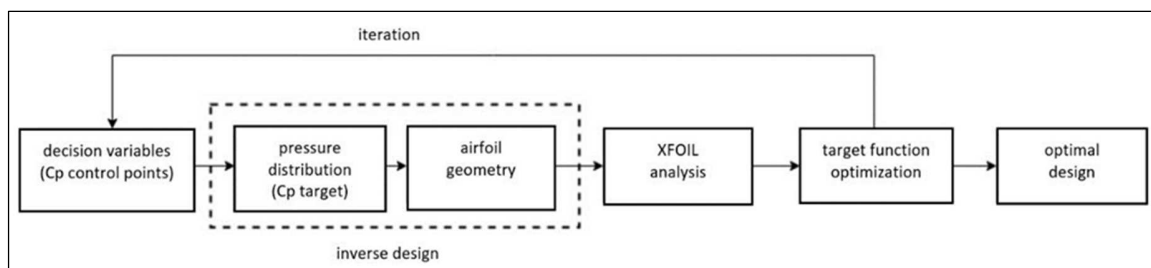 iteration
decision variables
(Cp control points)
pressure
distribution
(Cp target)
airfoil
geometry
XFOIL
analysis
target function
optimization
optimal
design
inverse design